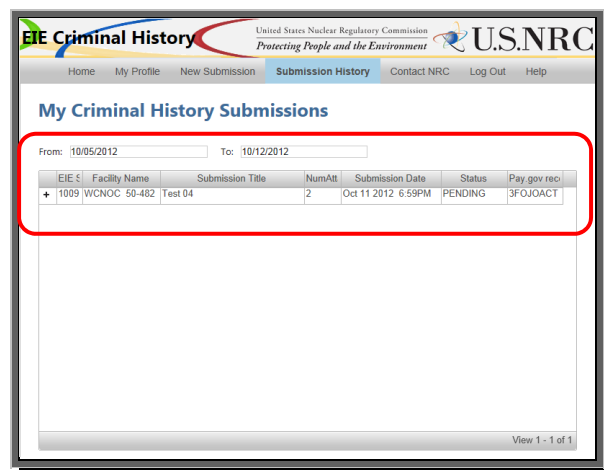 EIE Criminal History
United States Nuclear Regulatory Commission
Protecting People and the Environment
U.S.NRC
Home My Profile New Submission Submission History Contact NRC Log Out Help
My Criminal History Submissions
From: 10/05/2012 To: 10/12/2012
EIE S Facility Name Submission Title NumAtt Submission Date Status Pay.gov rec
+ 1009 WCNOC 50-482 Test 04 2 Oct 11 2012 6:59PM PENDING 3FOJOACT
View 1 - 1 of 1